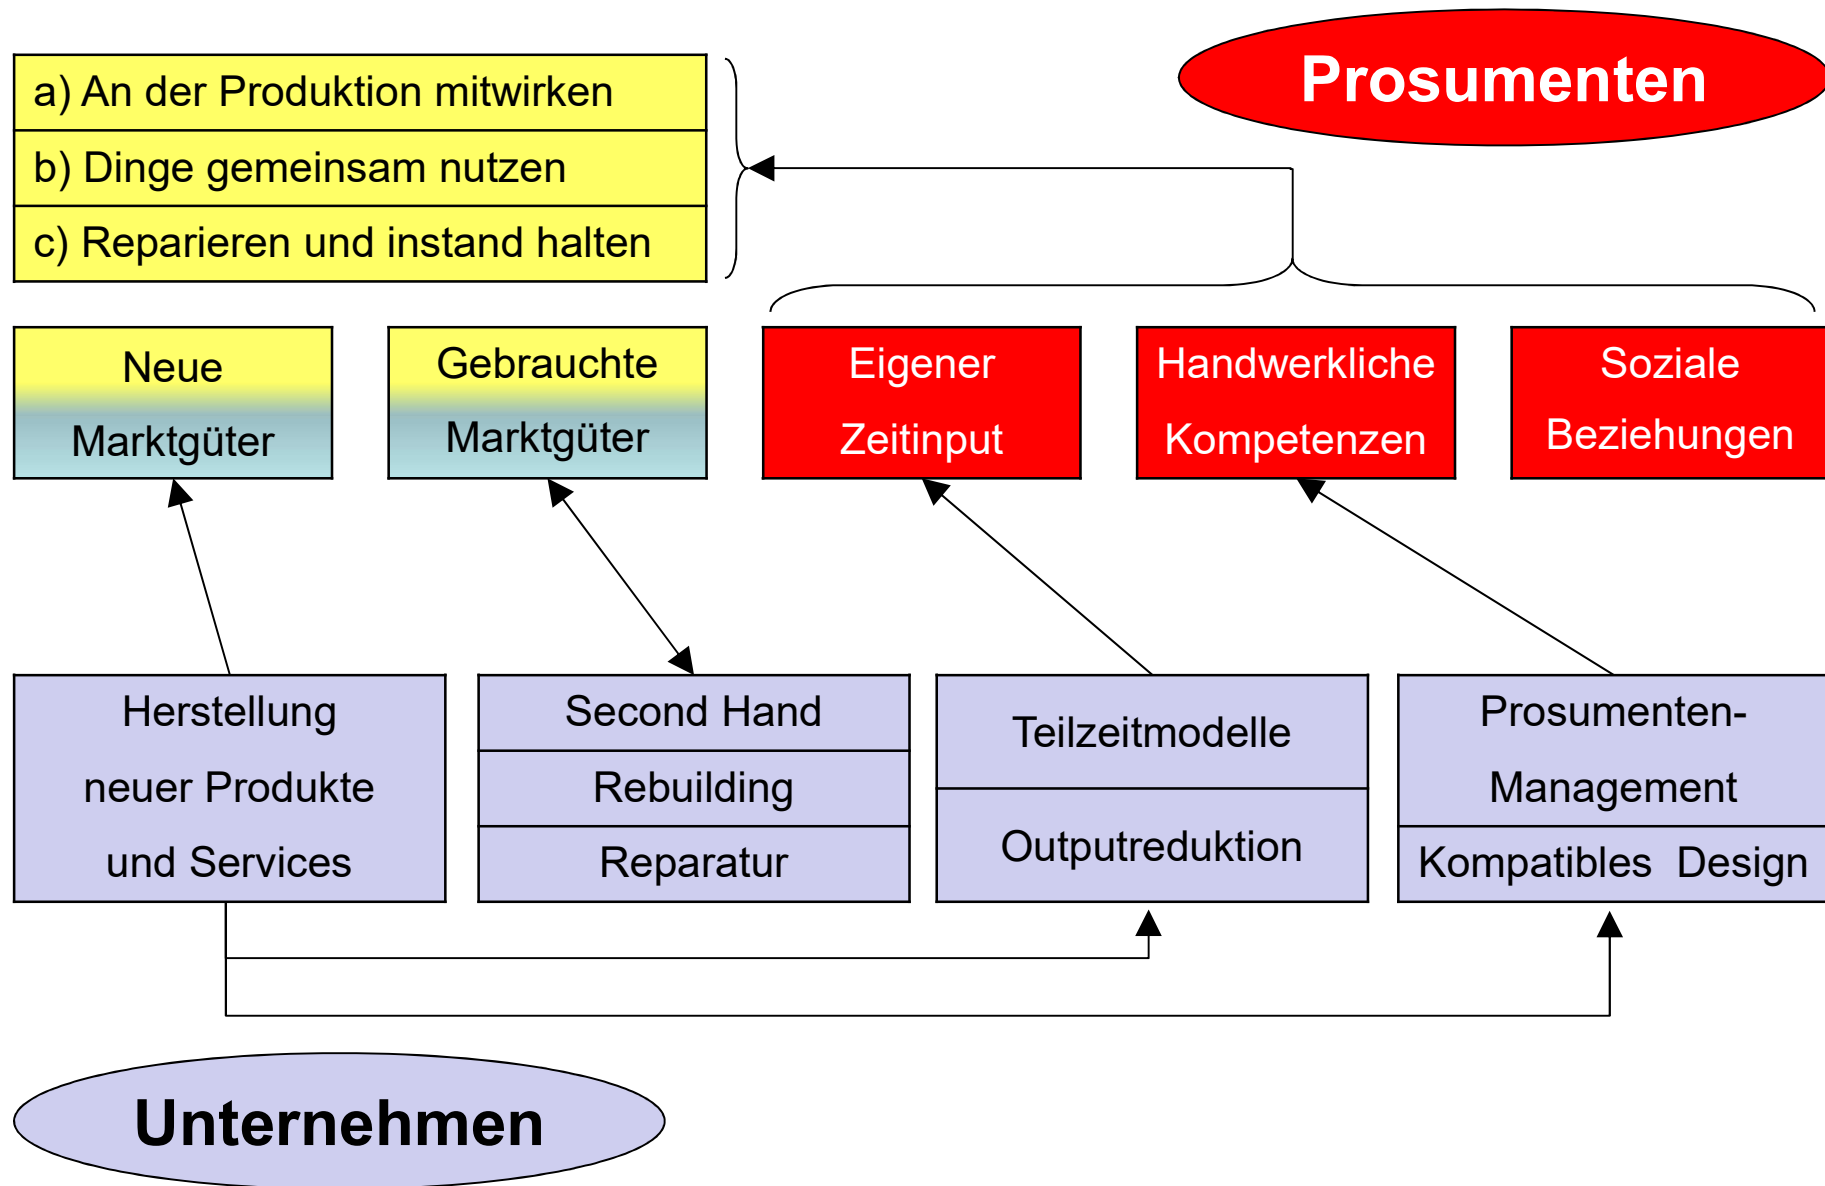 Prosumenten
a) An der Produktion mitwirken
b) Dinge gemeinsam nutzen
c) Reparieren und instand halten
Neue
Marktgüter
Gebrauchte
Marktgüter
Eigener
Zeitinput
Handwerkliche
Kompetenzen
Soziale
Beziehungen
Herstellung
neuer Produkte
und Services
Second Hand
Rebuilding
Reparatur
Teilzeitmodelle
Outputreduktion
Prosumenten-
Management
Kompatibles Design
Unternehmen